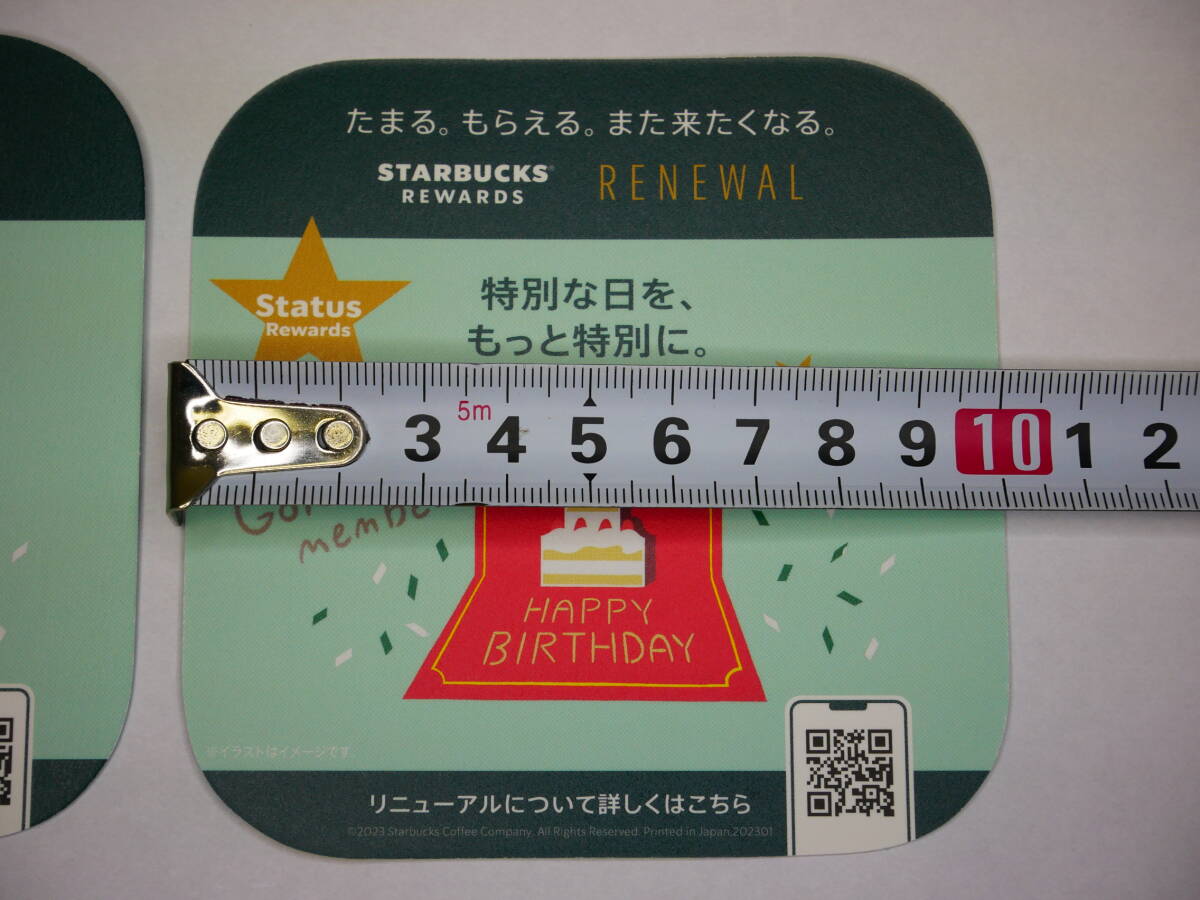 たまる。もらえる。また来たくなる。
STARBUCKS® RENEWAL
REWARDS
Status
Rewards
特別な日を、
もっと特別に。
5m
3 4 5 6 7 8 9 10 1 2
HAPPY
BIRTHDAY
※イラストはイメージです。
リニューアルについて詳しくはこちら
©2023 Starbucks Coffee Company. All Rights Reserved. Printed in Japan.202301